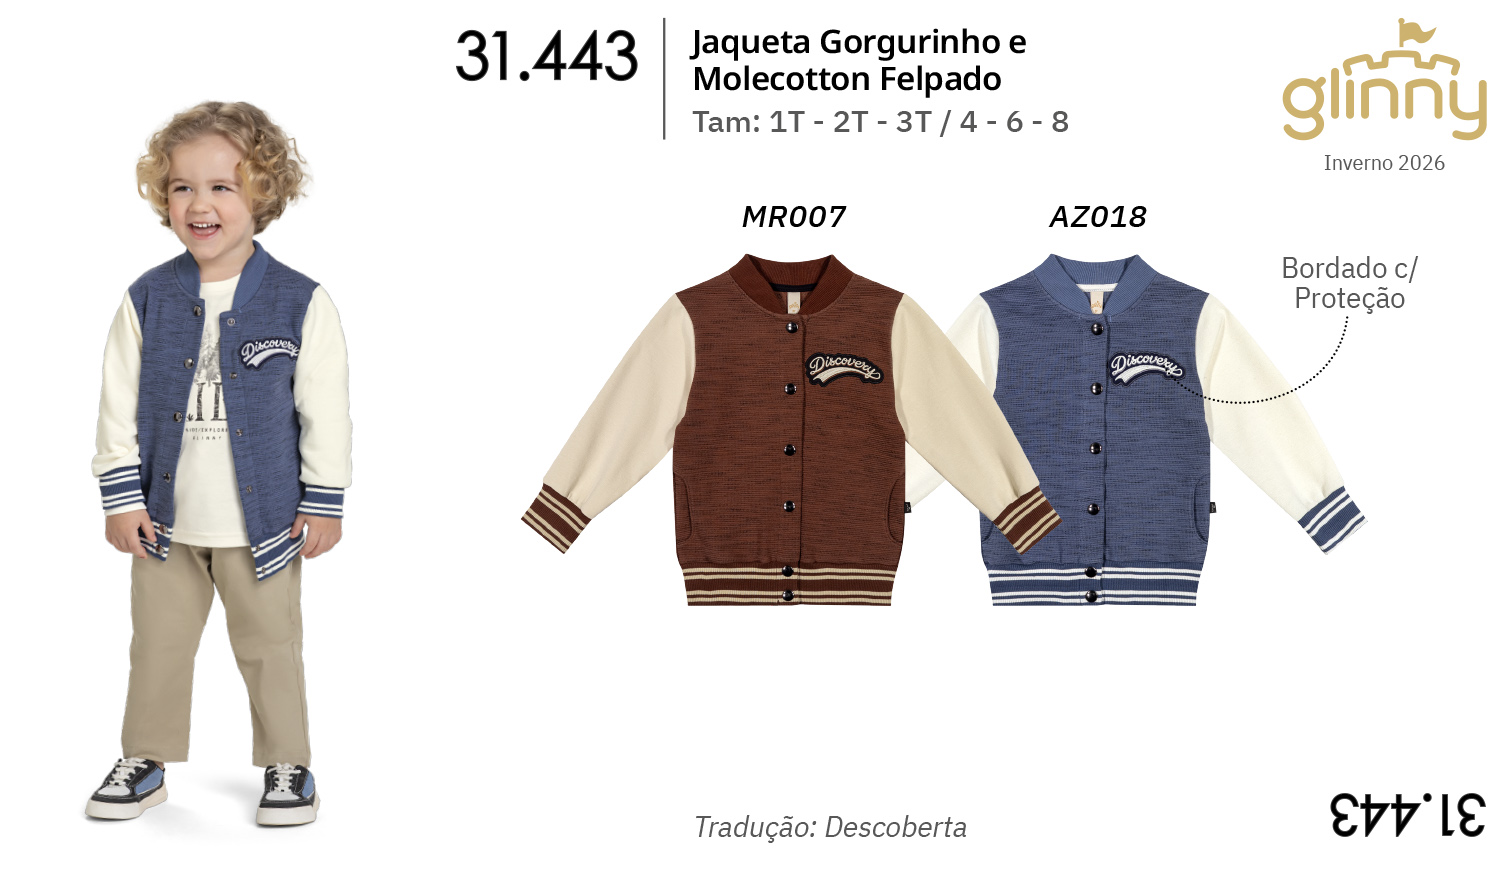 31.443
Jaqueta Gorgurinho e
Molecotton Felpado
Tam: 1T - 2T - 3T / 4 - 6 - 8
glinny
Inverno 2026
MR007
AZ018
Bordado c/
Proteção
Discovery
Discovery
Discovery
GLINNY
Tradução: Descoberta
31.443